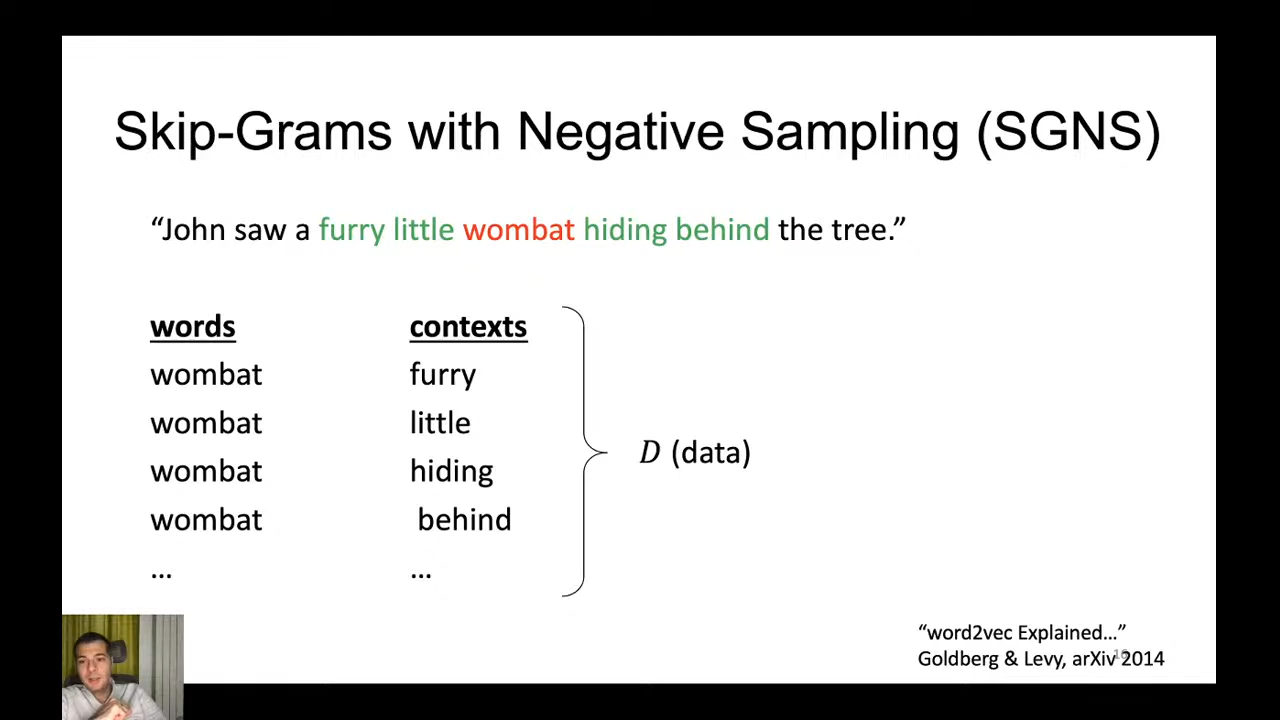 Skip-Grams with Negative Sampling (SGNS)
“John saw a furry little wombat hiding behind the tree.”
words contexts
wombat furry
wombat little
wombat hiding
wombat behind
... ...
D (data)
“word2vec Explained...”
Goldberg & Levy, arXiv 2014